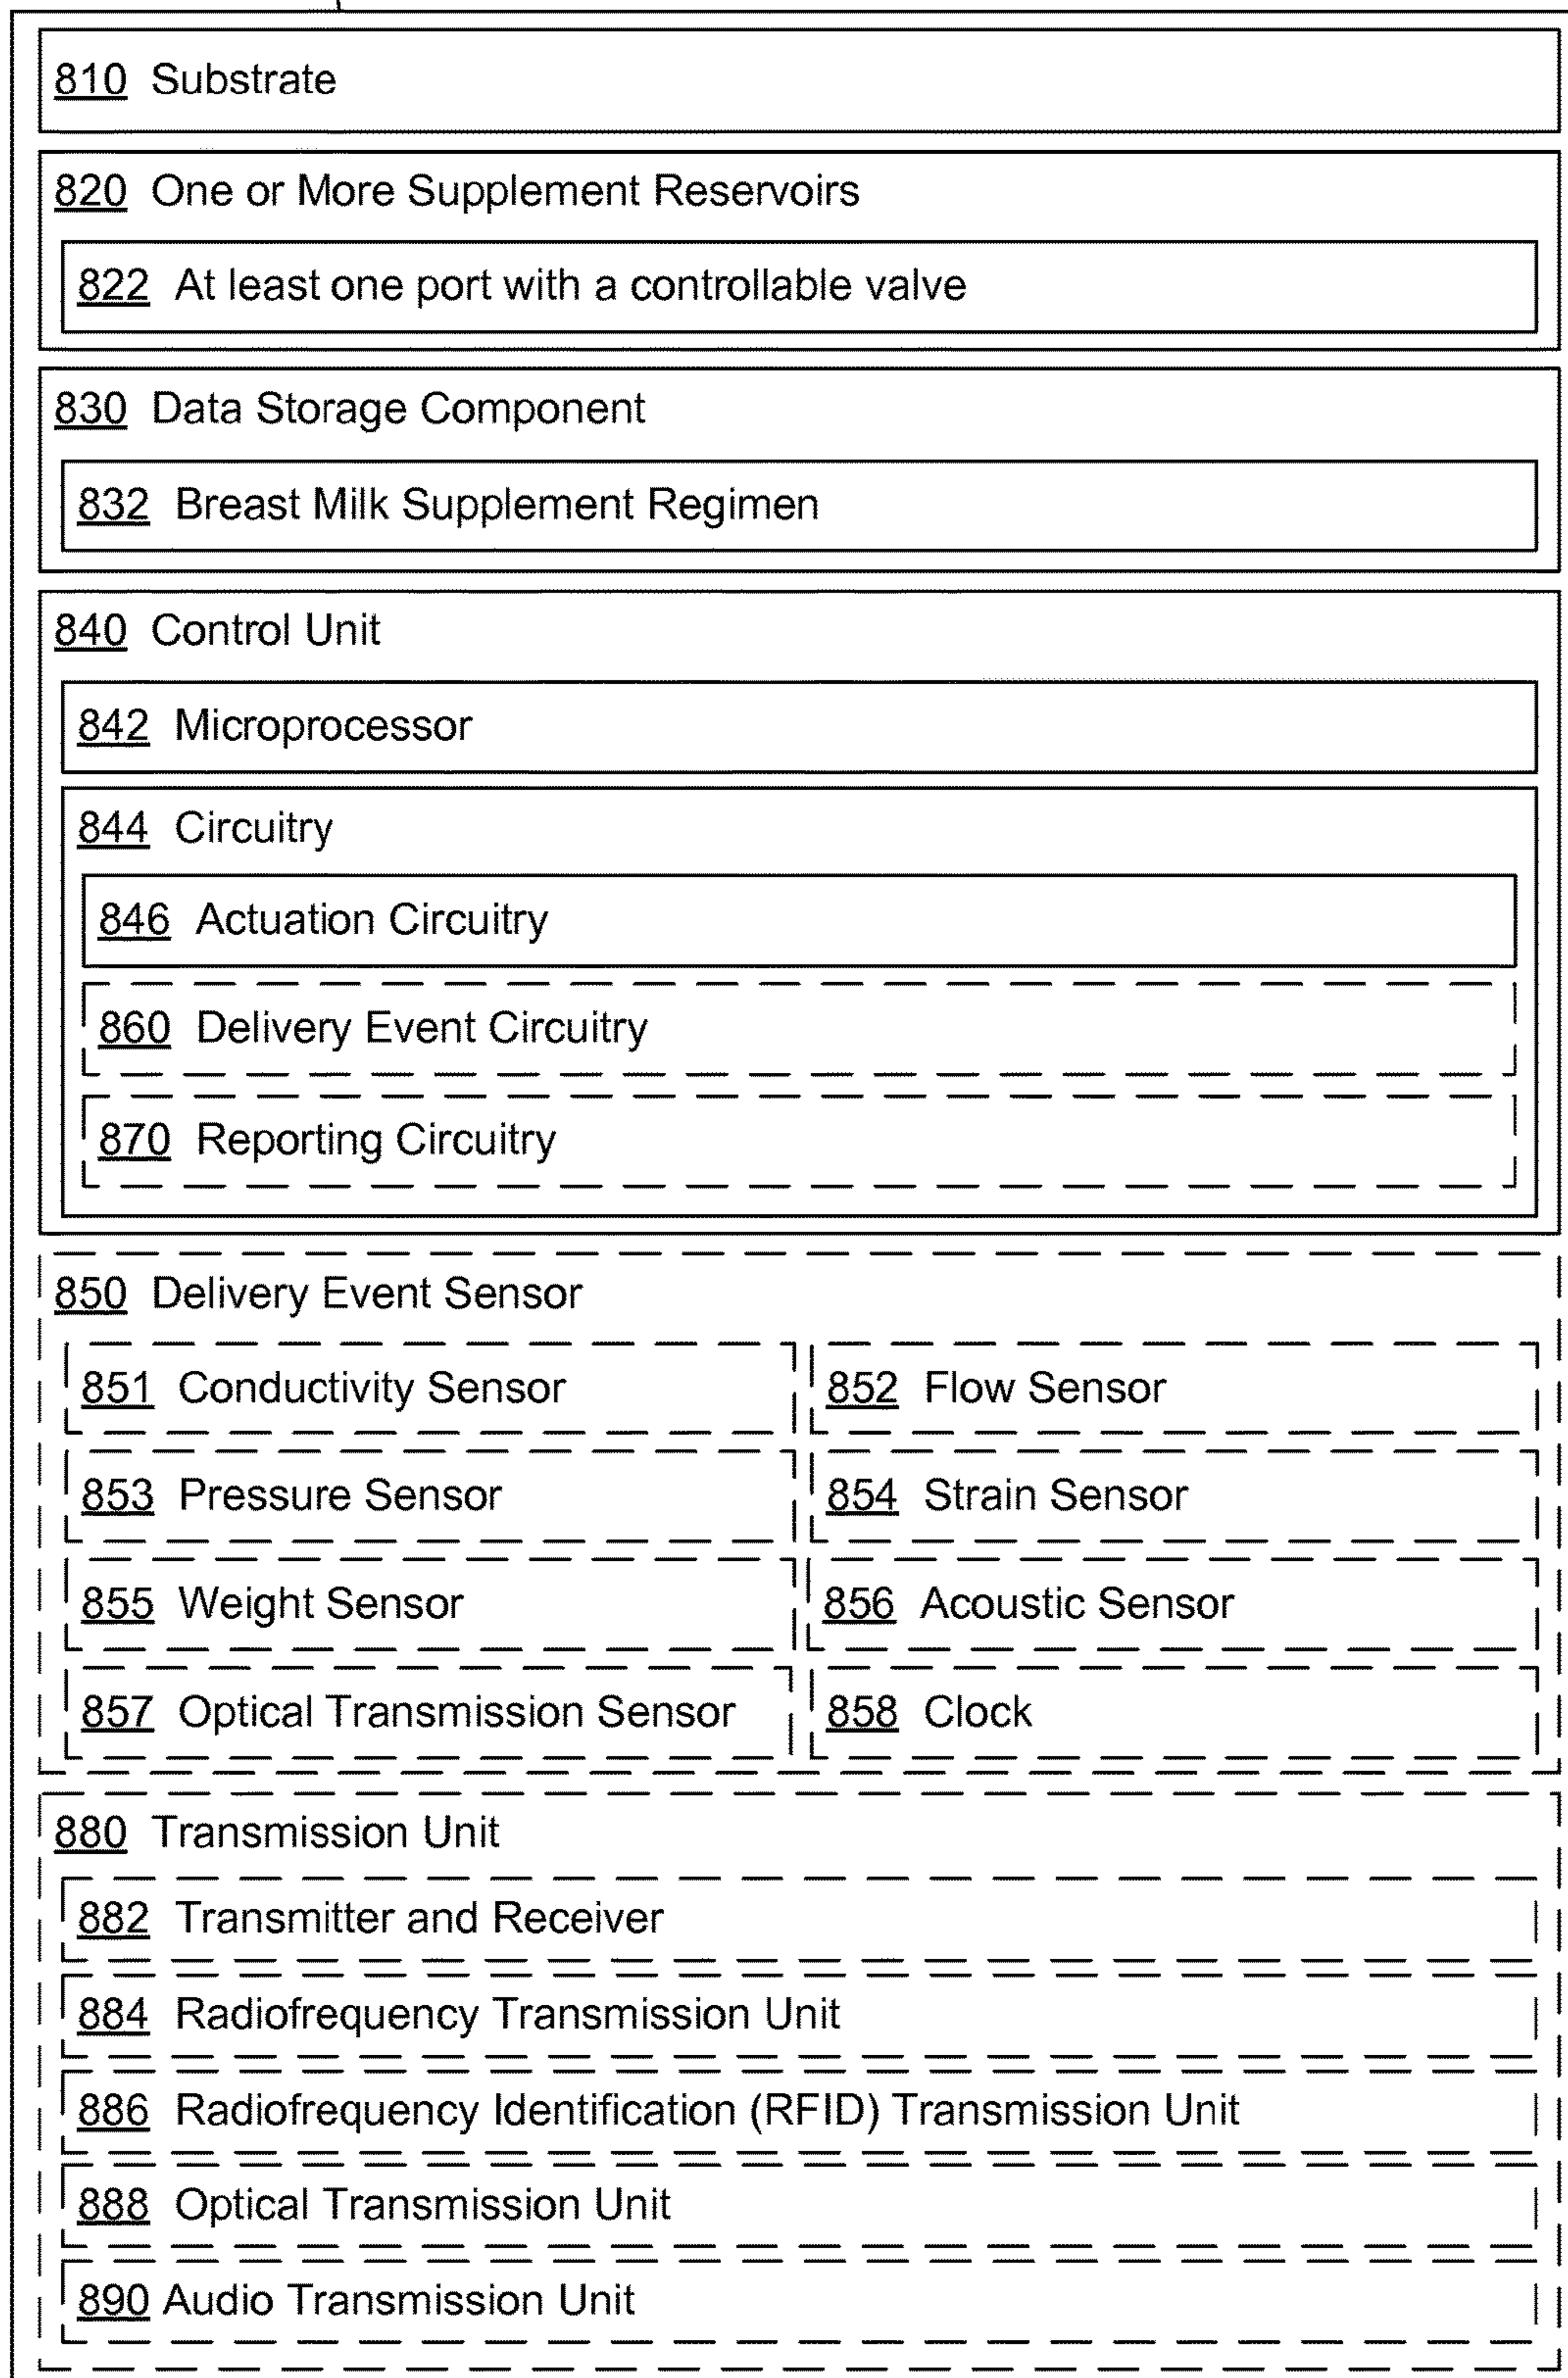 810 Substrate
820 One or More Supplement Reservoirs
822 At least one port with a controllable valve
830 Data Storage Component
832 Breast Milk Supplement Regimen
840 Control Unit
842 Microprocessor
844 Circuitry
846 Actuation Circuitry
860 Delivery Event Circuitry
870 Reporting Circuitry
850 Delivery Event Sensor
851 Conductivity Sensor
852 Flow Sensor
853 Pressure Sensor
854 Strain Sensor
855 Weight Sensor
856 Acoustic Sensor
857 Optical Transmission Sensor
858 Clock
880 Transmission Unit
882 Transmitter and Receiver
884 Radiofrequency Transmission Unit
886 Radiofrequency Identification (RFID) Transmission Unit
888 Optical Transmission Unit
890 Audio Transmission Unit